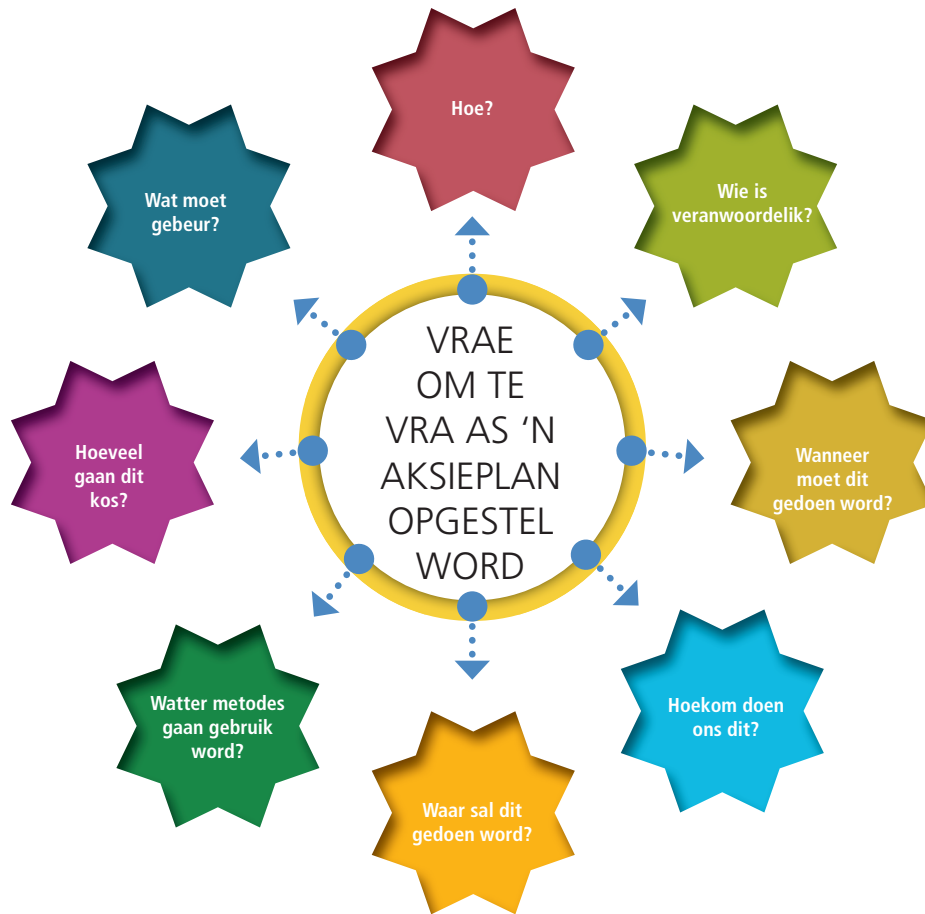 Hoe?
Wie is
veranwoordelik?
Wanneer
moet dit
gedoen word?
Hoekom doen
ons dit?
Waar sal dit
gedoen word?
Watter metodes
gaan gebruik
word?
Hoeveel
gaan dit
kos?
Wat moet
gebeur?
VRAE
OM TE
VRA AS ‘N
AKSIEPLAN
OPGESTEL
WORD